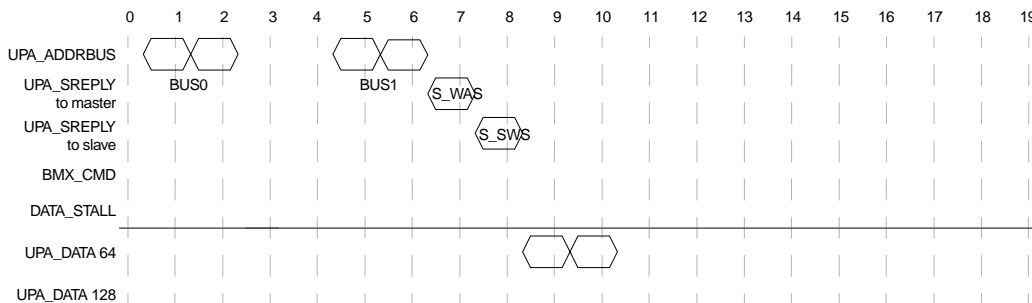 0 1 2 3 4 5 6 7 8 9 10 11 12 13 14 15 16 17 18 19
UPA_ADDRBUS
BUS0 BUS1
UPA_SREPLY
to master
S_WAS
UPA_SREPLY
to slave
S_SWS
BMX_CMD
DATA_STALL
UPA_DATA 64
UPA_DATA 128